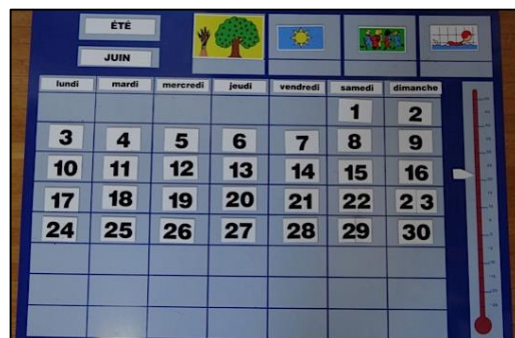 ÉTÉ
JUIN
lundi mardi mercredi jeudi vendredi samedi dimanche
1 2
3 4 5 6 7 8 9
10 11 12 13 14 15 16
17 18 19 20 21 22 23
24 25 26 27 28 29 30